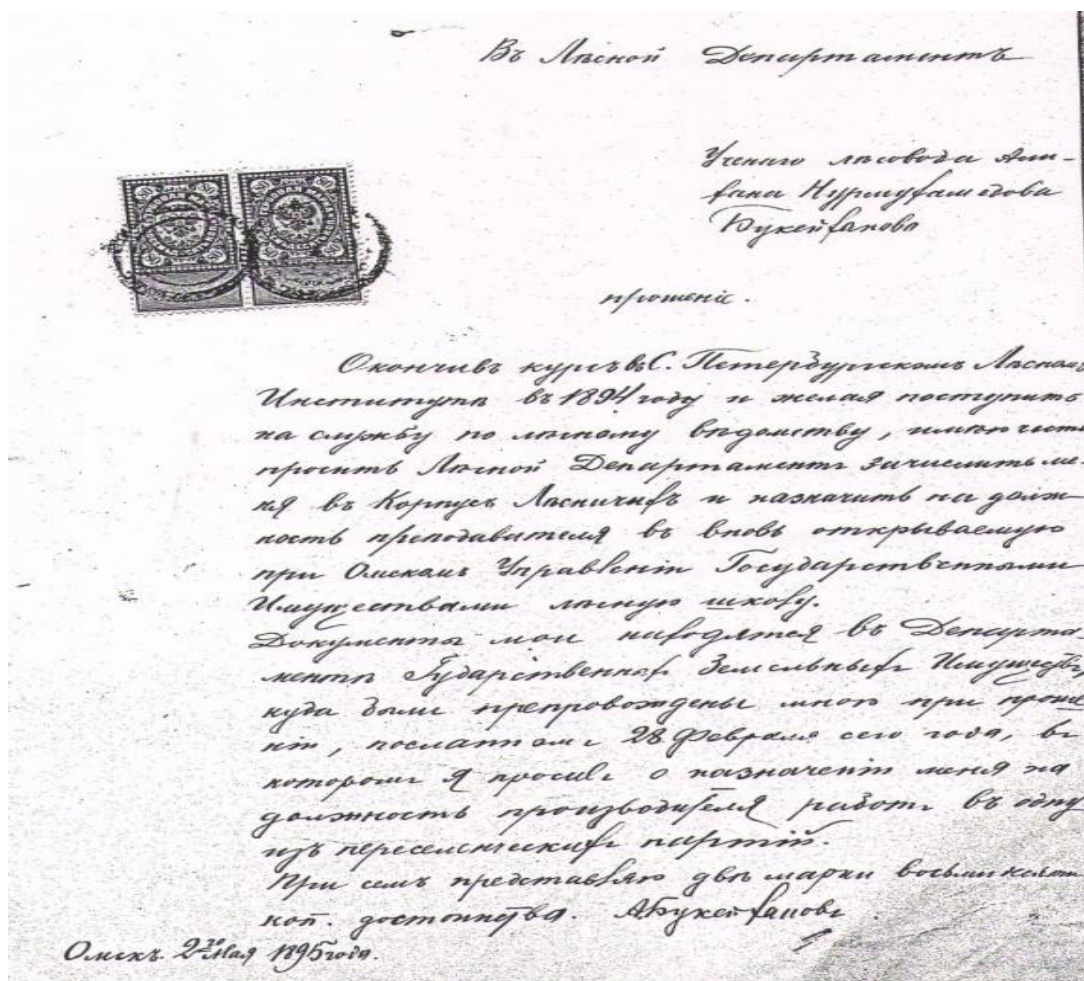 Въ Лѣсной Департаментъ
Ученаго лѣсовода Али-
хана Нурмухамедова
Букейханова
прошеніе.
Окончивъ курсъ въ С. Петербургскомъ Лѣсномъ
Институтѣ въ 1894 году и желая поступить
на службу по лѣсному вѣдомству, имѣю честь
просить Лѣсной Департаментъ зачислить ме-
ня въ Корпусъ Лѣсничихъ и назначить на долж-
ность преподавателя въ вновь открываемую
при Омскомъ Управленіи Государственными
Имуществами лѣсную школу.
Документы мои находятся въ Департа-
ментѣ Гударственныхъ Земельныхъ Имуществъ,
куда были препровождены мною при проше
ніи, посланномъ 28 Февраля сего года, въ
которомъ я просилъ о назначеніи меня на
должность производителя работъ въ одну
изъ переселенческихъ партій.
При семъ представляю двѣ марки восьмидесяти
коп. достоинства. АБукейхановъ
Омскъ. 2го Мая 1895 года.